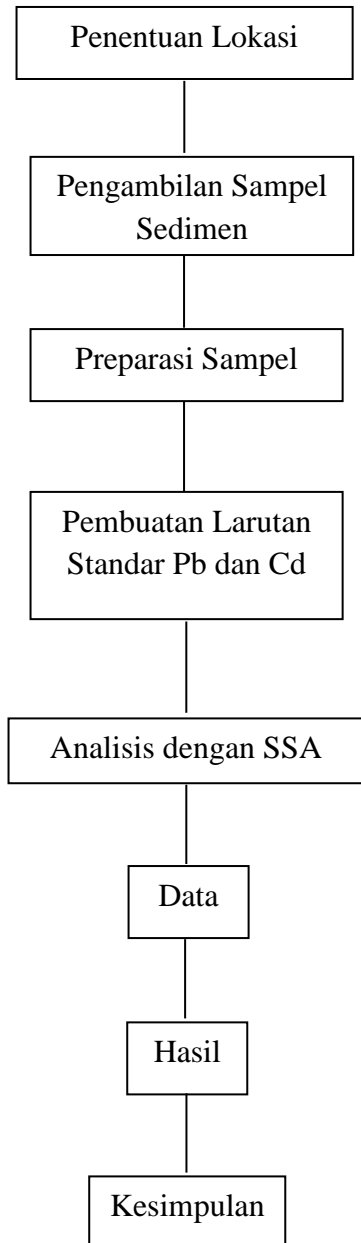 Penentuan Lokasi
Pengambilan Sampel
Sedimen
Preparasi Sampel
Pembuatan Larutan
Standar Pb dan Cd
Analisis dengan SSA
Data
Hasil
Kesimpulan